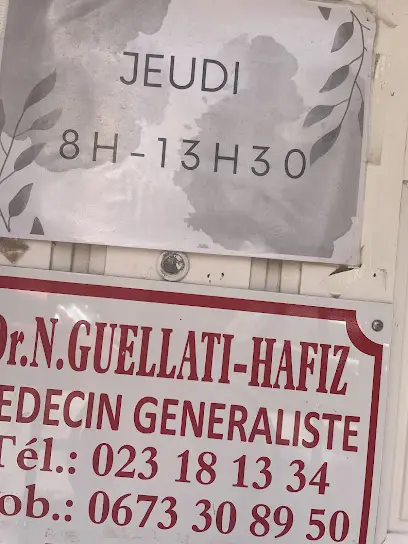 JEUDI
8H-13H30
Dr.N.GUELLATI-HAFIZ
EDECIN GENERALISTE
Tél.: 023 18 13 34
ob.: 0673 30 89 50